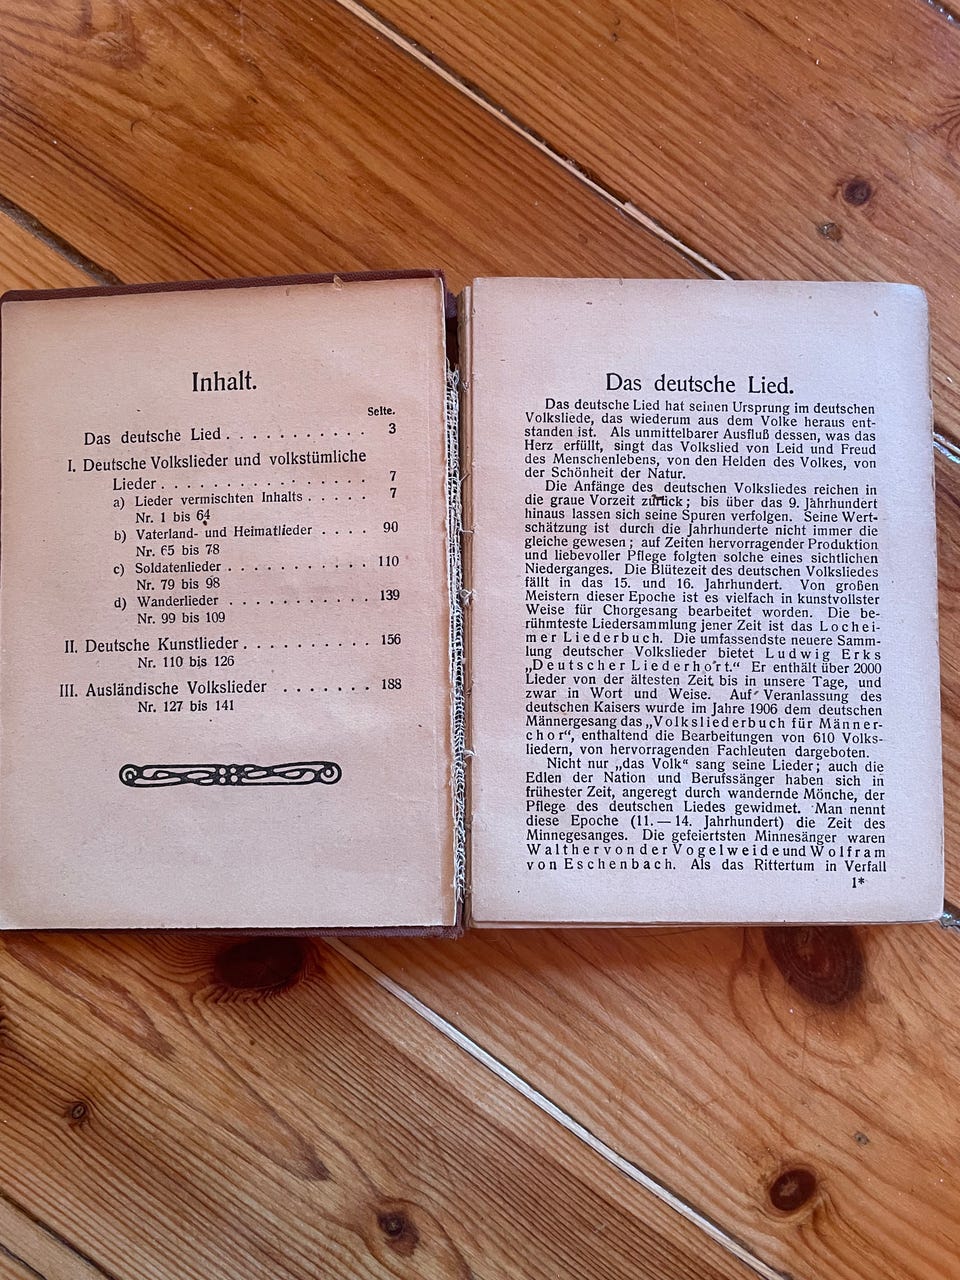 Inhalt.
Seite.
Das deutsche Lied . . . . . . . . . . . 3
I. Deutsche Volkslieder und volkstümliche
Lieder . . . . . . . . . . . . . . . . 7
a) Lieder vermischten Inhalts . . . . . 7
Nr. 1 bis 64
b) Vaterland- und Heimatlieder . . . . 90
Nr. 65 bis 78
c) Soldatenlieder . . . . . . . . . . . 110
Nr. 79 bis 98
d) Wanderlieder . . . . . . . . . . . 139
Nr. 99 bis 109
II. Deutsche Kunstlieder . . . . . . . . . . 156
Nr. 110 bis 126
III. Ausländische Volkslieder . . . . . . . 188
Nr. 127 bis 141
Das deutsche Lied.
Das deutsche Lied hat seinen Ursprung im deutschen
Volksliede, das wiederum aus dem Volke heraus ent-
standen ist. Als unmittelbarer Ausfluß dessen, was das
Herz erfüllt, singt das Volkslied von Leid und Freud
des Menschenlebens, von den Helden des Volkes, von
der Schönheit der Natur.
Die Anfänge des deutschen Volksliedes reichen in
die graue Vorzeit zurück; bis über das 9. Jahrhundert
hinaus lassen sich seine Spuren verfolgen. Seine Wert-
schätzung ist durch die Jahrhunderte nicht immer die
gleiche gewesen; auf Zeiten hervorragender Produktion
und liebevoller Pflege folgten solche eines sichtlichen
Niederganges. Die Blütezeit des deutschen Volksliedes
fällt in das 15. und 16. Jahrhundert. Von großen
Meistern dieser Epoche ist es vielfach in kunstvollster
Weise für Chorgesang bearbeitet worden. Die be-
rühmteste Liedersammlung jener Zeit ist das Lochei-
mer Liederbuch. Die umfassendste neuere Samm-
lung deutscher Volkslieder bietet Ludwig Erks
„Deutscher Liederhort.“ Er enthält über 2000
Lieder von der ältesten Zeit bis in unsere Tage, und
zwar in Wort und Weise. Auf Veranlassung des
deutschen Kaisers wurde im Jahre 1906 dem deutschen
Männergesang das „Volksliederbuch für Männer-
chor“, enthaltend die Bearbeitungen von 610 Volks-
liedern, von hervorragenden Fachleuten dargeboten.
Nicht nur „das Volk“ sang seine Lieder; auch die
Edlen der Nation und Berufssänger haben sich in
frühester Zeit, angeregt durch wandernde Mönche, der
Pflege des deutschen Liedes gewidmet. Man nennt
diese Epoche (11. — 14. Jahrhundert) die Zeit des
Minnegesanges. Die gefeiertsten Minnesänger waren
Walther von der Vogelweide und Wolfram
von Eschenbach. Als das Rittertum in Verfall
1*